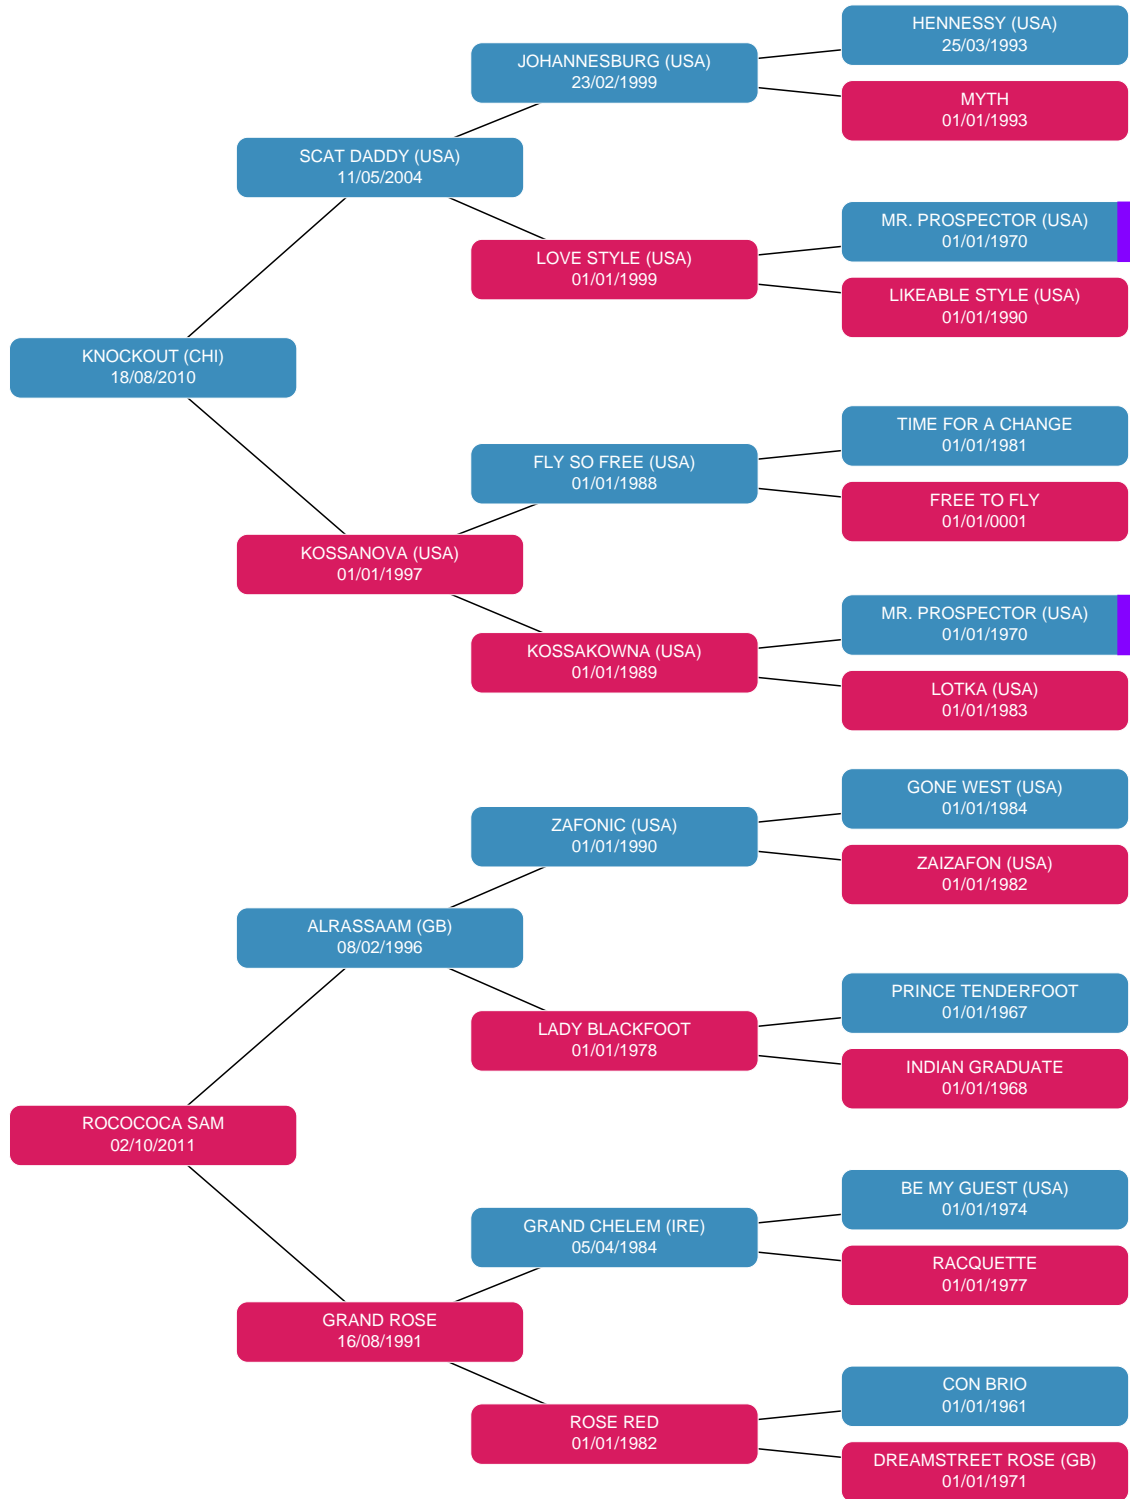 HENNESSY (USA)
25/03/1993
JOHANNESBURG (USA)
23/02/1999
MYTH
01/01/1993
SCAT DADDY (USA)
11/05/2004
MR. PROSPECTOR (USA)
01/01/1970
LOVE STYLE (USA)
01/01/1999
LIKEABLE STYLE (USA)
01/01/1990
KNOCKOUT (CHI)
18/08/2010
TIME FOR A CHANGE
01/01/1981
FLY SO FREE (USA)
01/01/1988
FREE TO FLY
01/01/0001
KOSSANOVA (USA)
01/01/1997
MR. PROSPECTOR (USA)
01/01/1970
KOSSAKOWNA (USA)
01/01/1989
LOTKA (USA)
01/01/1983
GONE WEST (USA)
01/01/1984
ZAFONIC (USA)
01/01/1990
ZAIZAFON (USA)
01/01/1982
ALRASSAAM (GB)
08/02/1996
PRINCE TENDERFOOT
01/01/1967
LADY BLACKFOOT
01/01/1978
INDIAN GRADUATE
01/01/1968
ROCOCOCA SAM
02/10/2011
BE MY GUEST (USA)
01/01/1974
GRAND CHELEM (IRE)
05/04/1984
RACQUETTE
01/01/1977
GRAND ROSE
16/08/1991
CON BRIO
01/01/1961
ROSE RED
01/01/1982
DREAMSTREET ROSE (GB)
01/01/1971